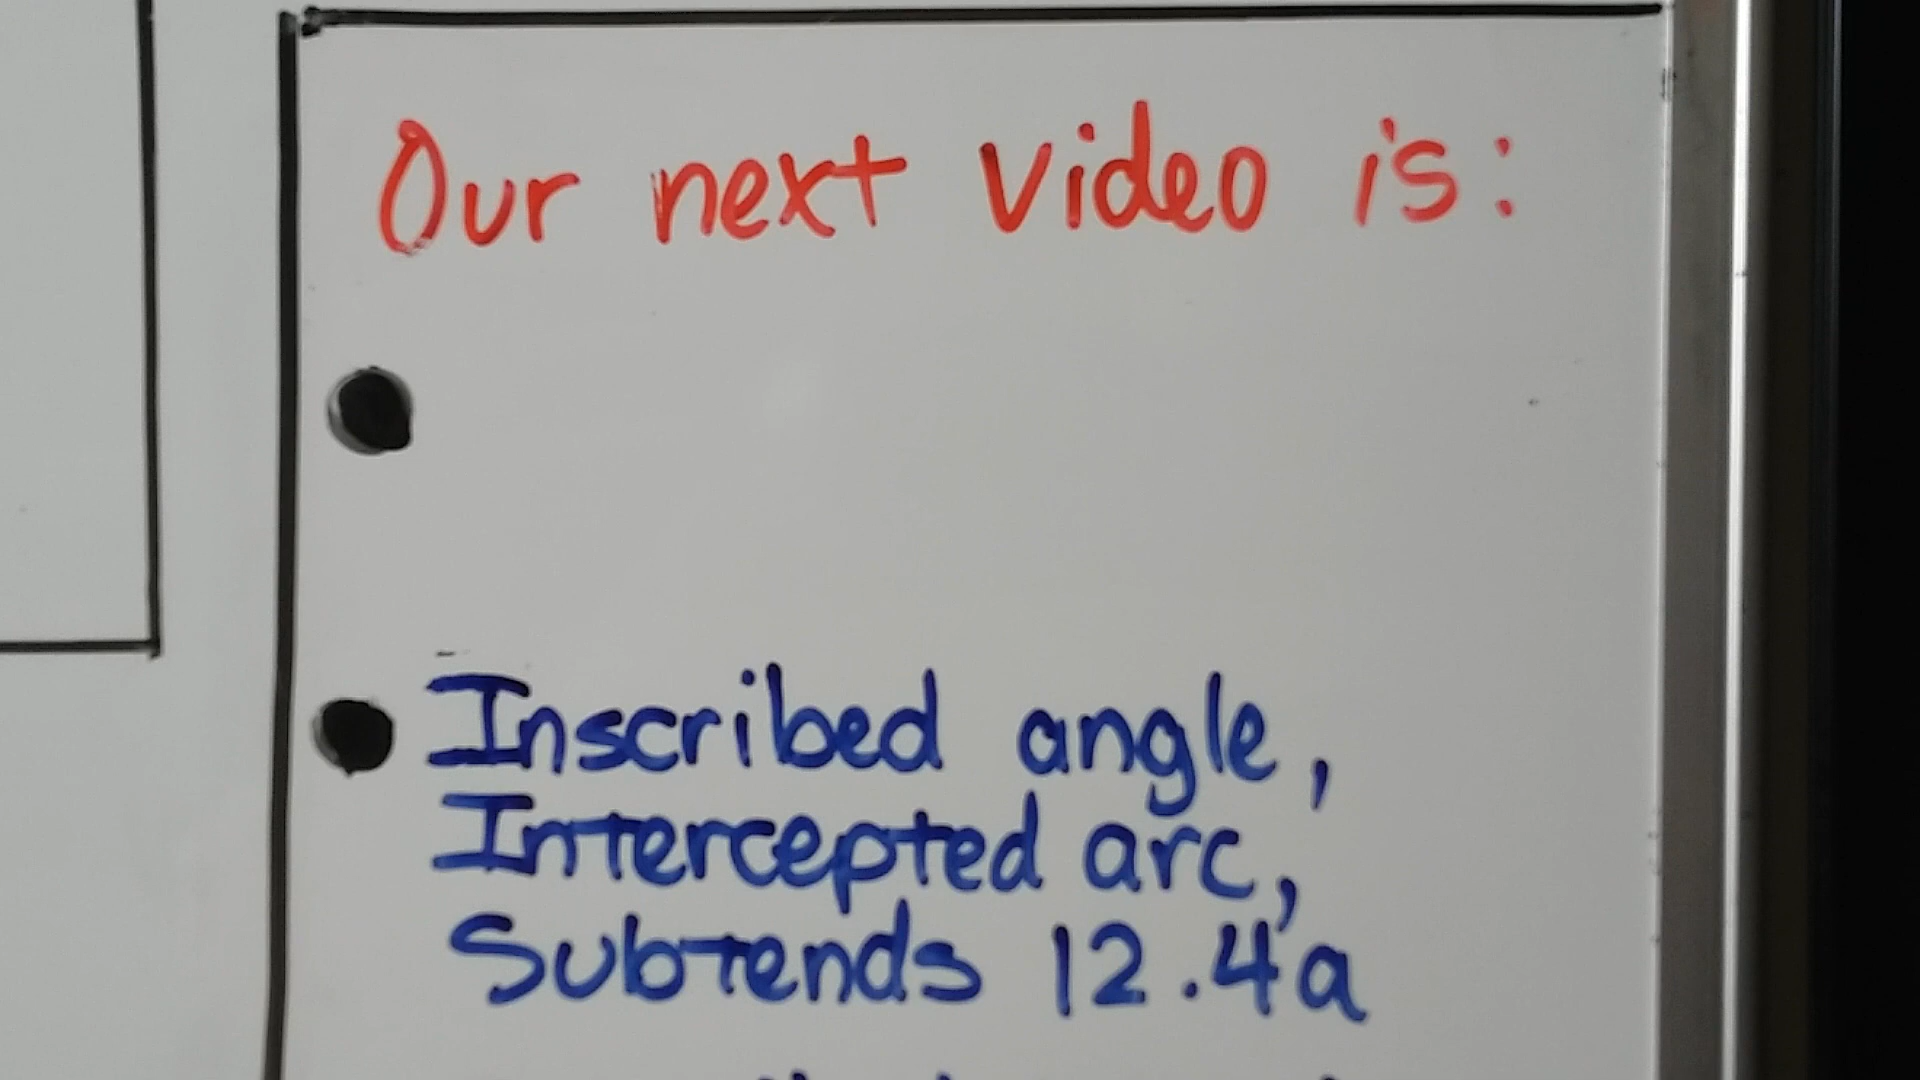 Our next video is:
Inscribed angle,
Intercepted arc,
Subtends 12.4a